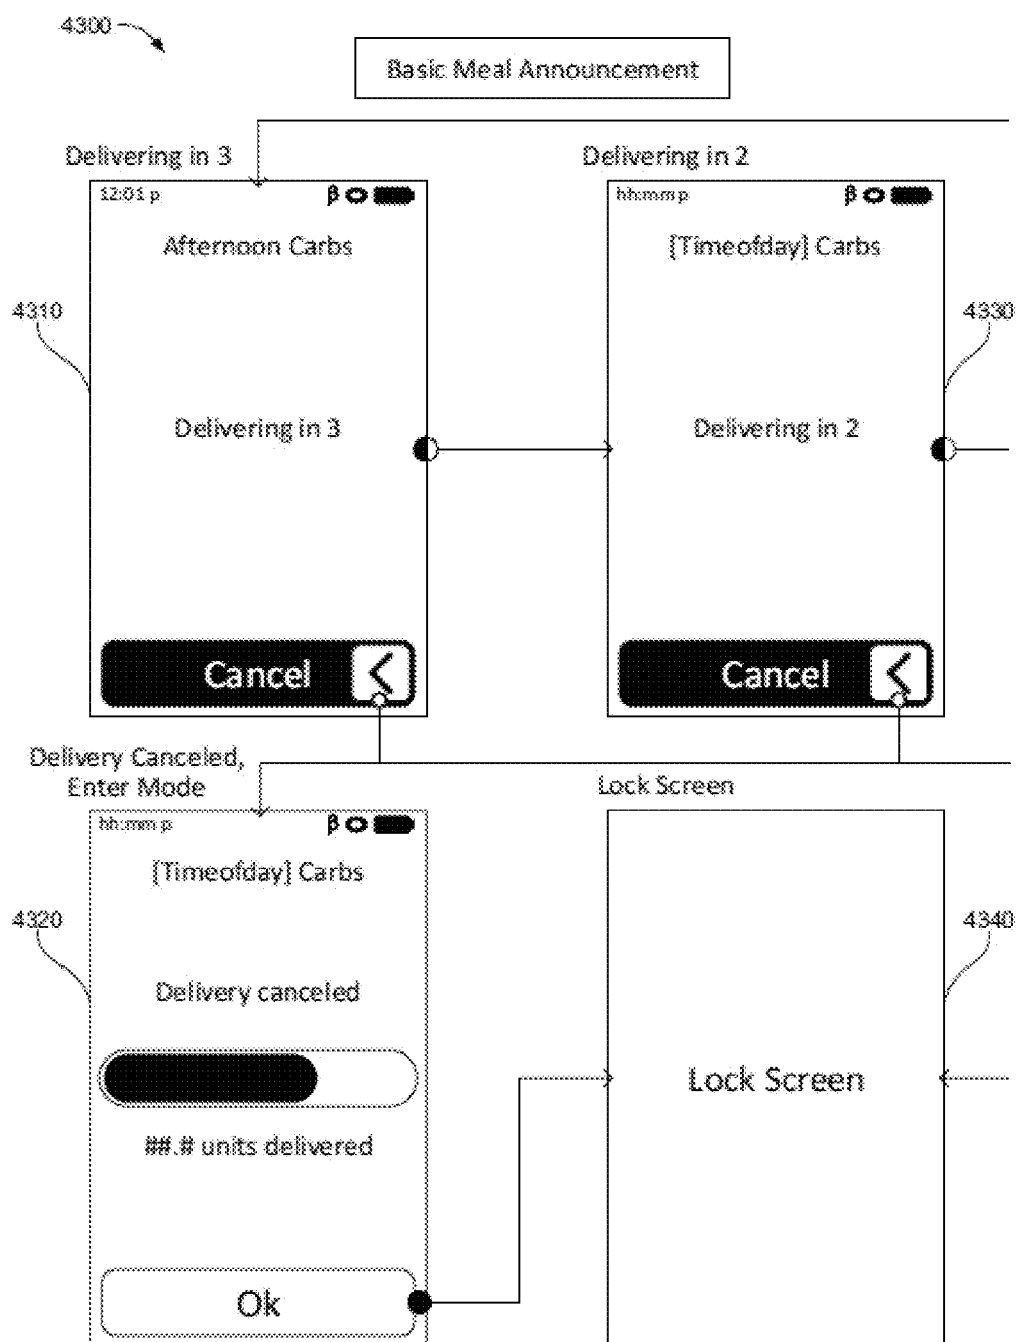 4300
Basic Meal Announcement
Delivering in 3
Delivering in 2
12:01 p β
hh:mm p β
Afternoon Carbs
[Timeofday] Carbs
4310
4330
Delivering in 3
Delivering in 2
Cancel
Cancel
Delivery Canceled,
Enter Mode
Lock Screen
hh:mm p β
[Timeofday] Carbs
4320
4340
Delivery canceled
Lock Screen
##.# units delivered
Ok